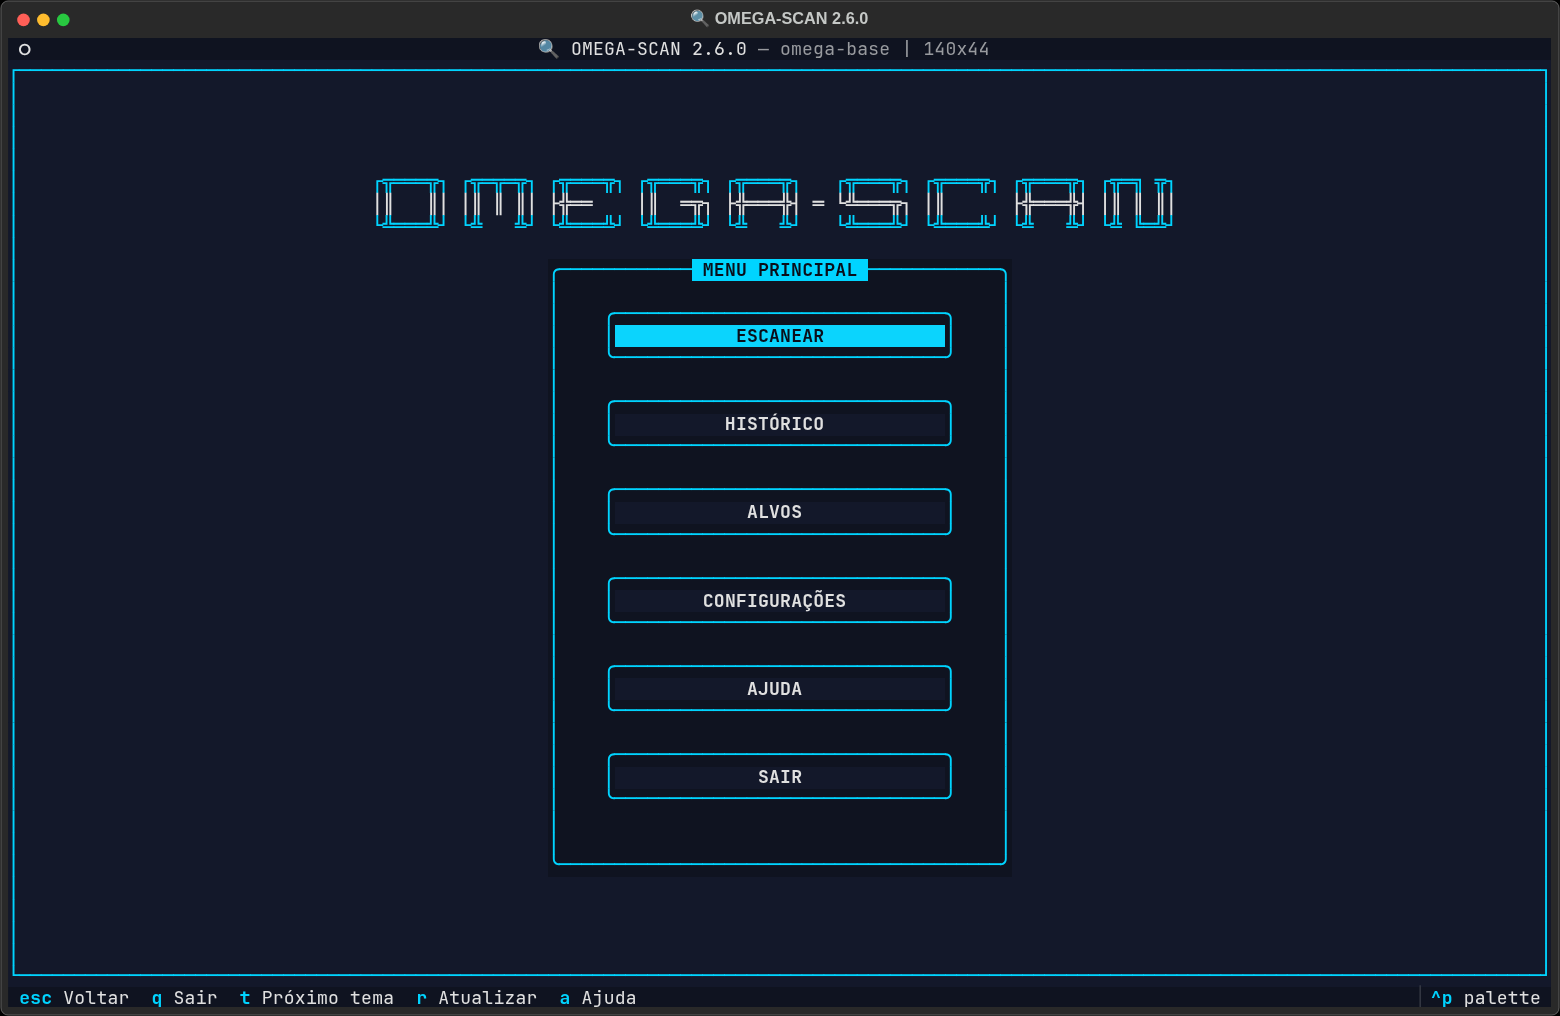 🔍 OMEGA-SCAN 2.6.0
🔍 OMEGA-SCAN 2.6.0 — omega-base | 140x44
OMEGA-SCAN
MENU PRINCIPAL
ESCANEAR
HISTÓRICO
ALVOS
CONFIGURAÇÕES
AJUDA
SAIR
esc Voltar q Sair t Próximo tema r Atualizar a Ajuda ^p palette